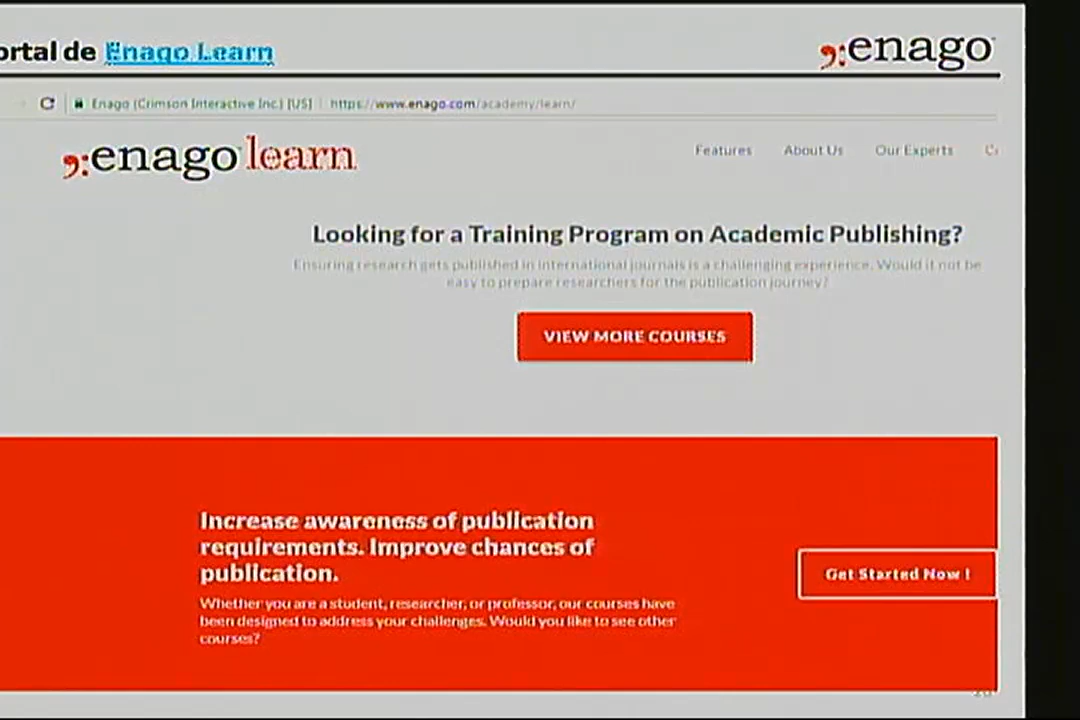 ortal de Enago Learn
enago
Enago (Crimson Interactive Inc.) [US] https://www.enago.com/academy/learn/
enago learn
Features About Us Our Experts
Looking for a Training Program on Academic Publishing?
Ensuring research gets published in international journals is a challenging experience. Would it not be
easy to prepare researchers for the publication journey?
VIEW MORE COURSES
Increase awareness of publication
requirements. Improve chances of
publication.
Get Started Now !
Whether you are a student, researcher, or professor, our courses have
been designed to address your challenges. Would you like to see other
courses?